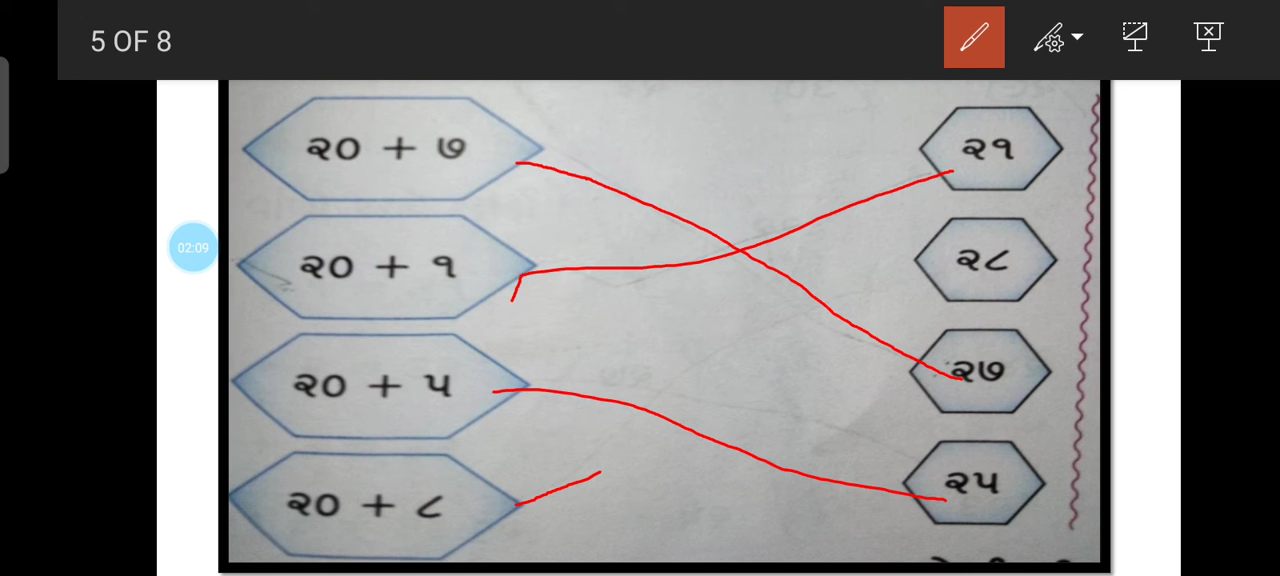 5 OF 8
૨૦ + ૭
૨૧
02:09
૨૦ + ૧
૨૮
૨૦ + ૫
૨૭
૨૦ + ૮
૨૫